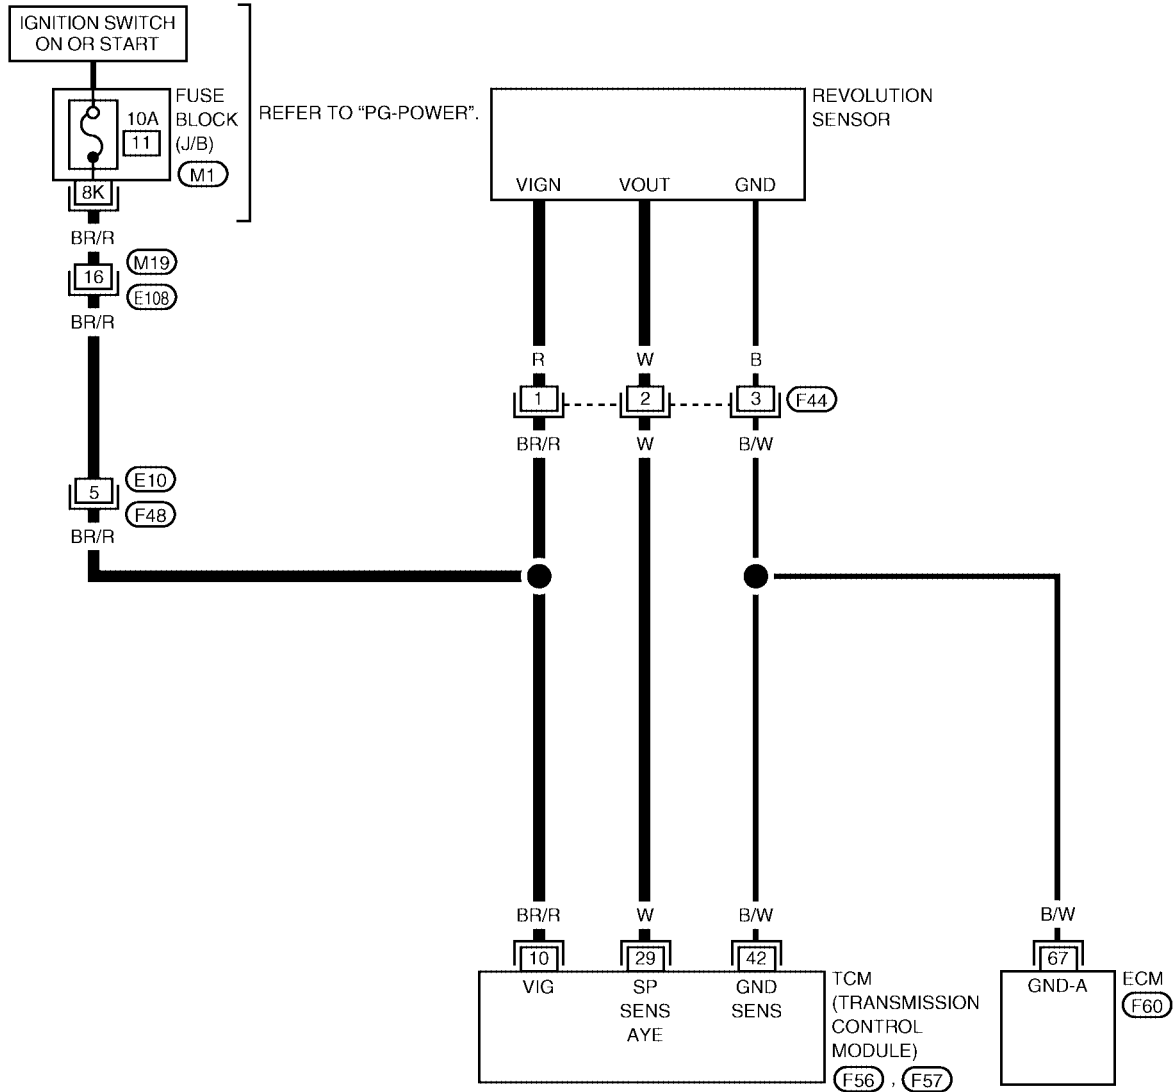 IGNITION SWITCH
ON OR START
FUSE
BLOCK
(J/B)
10A
11
M1
8K
REFER TO “PG-POWER”.
BR/R
16
M19
E108
BR/R
5
E10
F48
BR/R
REVOLUTION
SENSOR
VIGN VOUT GND
R W B
1 2 3 F44
BR/R W B/W
BR/R W B/W B/W
10 29 42 67
VIG
SP
SENS
AYE
GND
SENS
TCM
(TRANSMISSION
CONTROL
MODULE)
F56 , F57
GND-A
ECM
F60